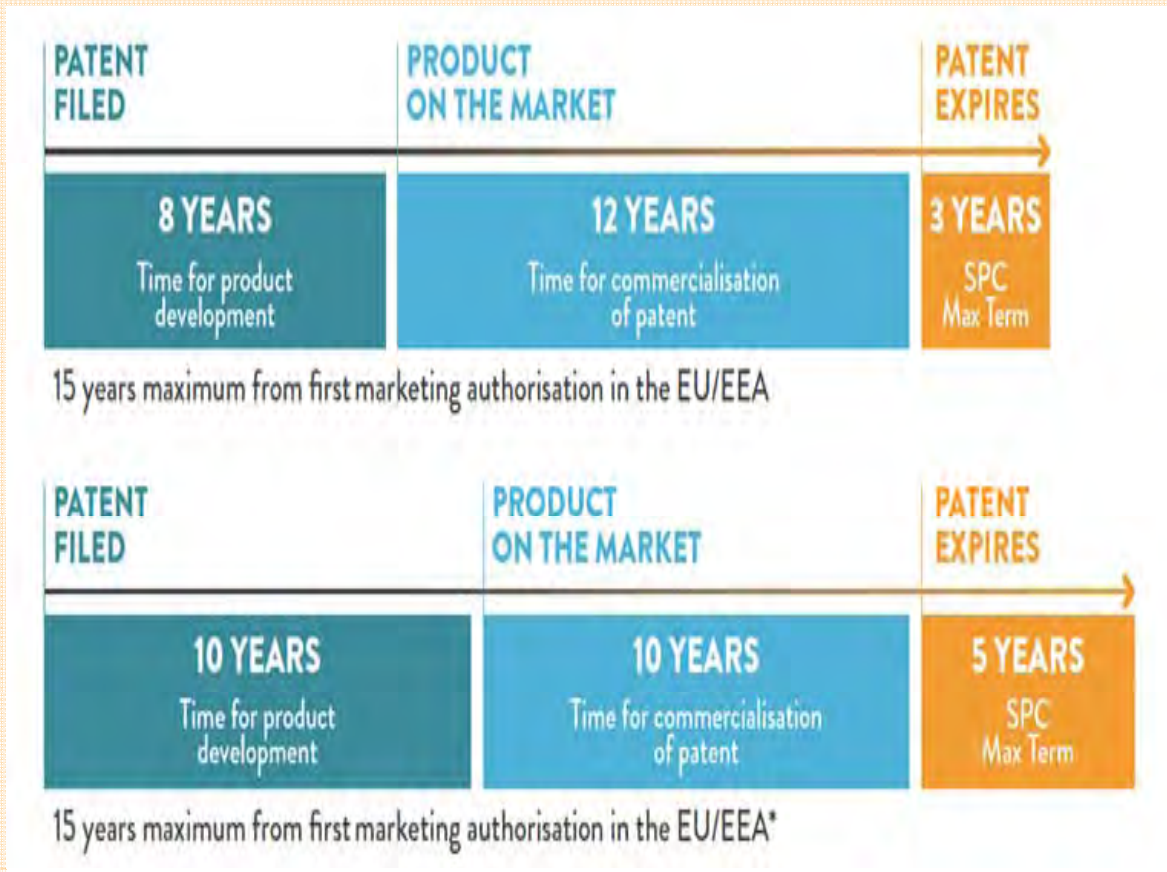 PATENT
FILED
PRODUCT
ON THE MARKET
PATENT
EXPIRES
8 YEARS
Time for product
development
12 YEARS
Time for commercialisation
of patent
3 YEARS
SPC
Max Term
15 years maximum from first marketing authorisation in the EU/EEA
PATENT
FILED
PRODUCT
ON THE MARKET
PATENT
EXPIRES
10 YEARS
Time for product
development
10 YEARS
Time for commercialisation
of patent
5 YEARS
SPC
Max Term
15 years maximum from first marketing authorisation in the EU/EEA*